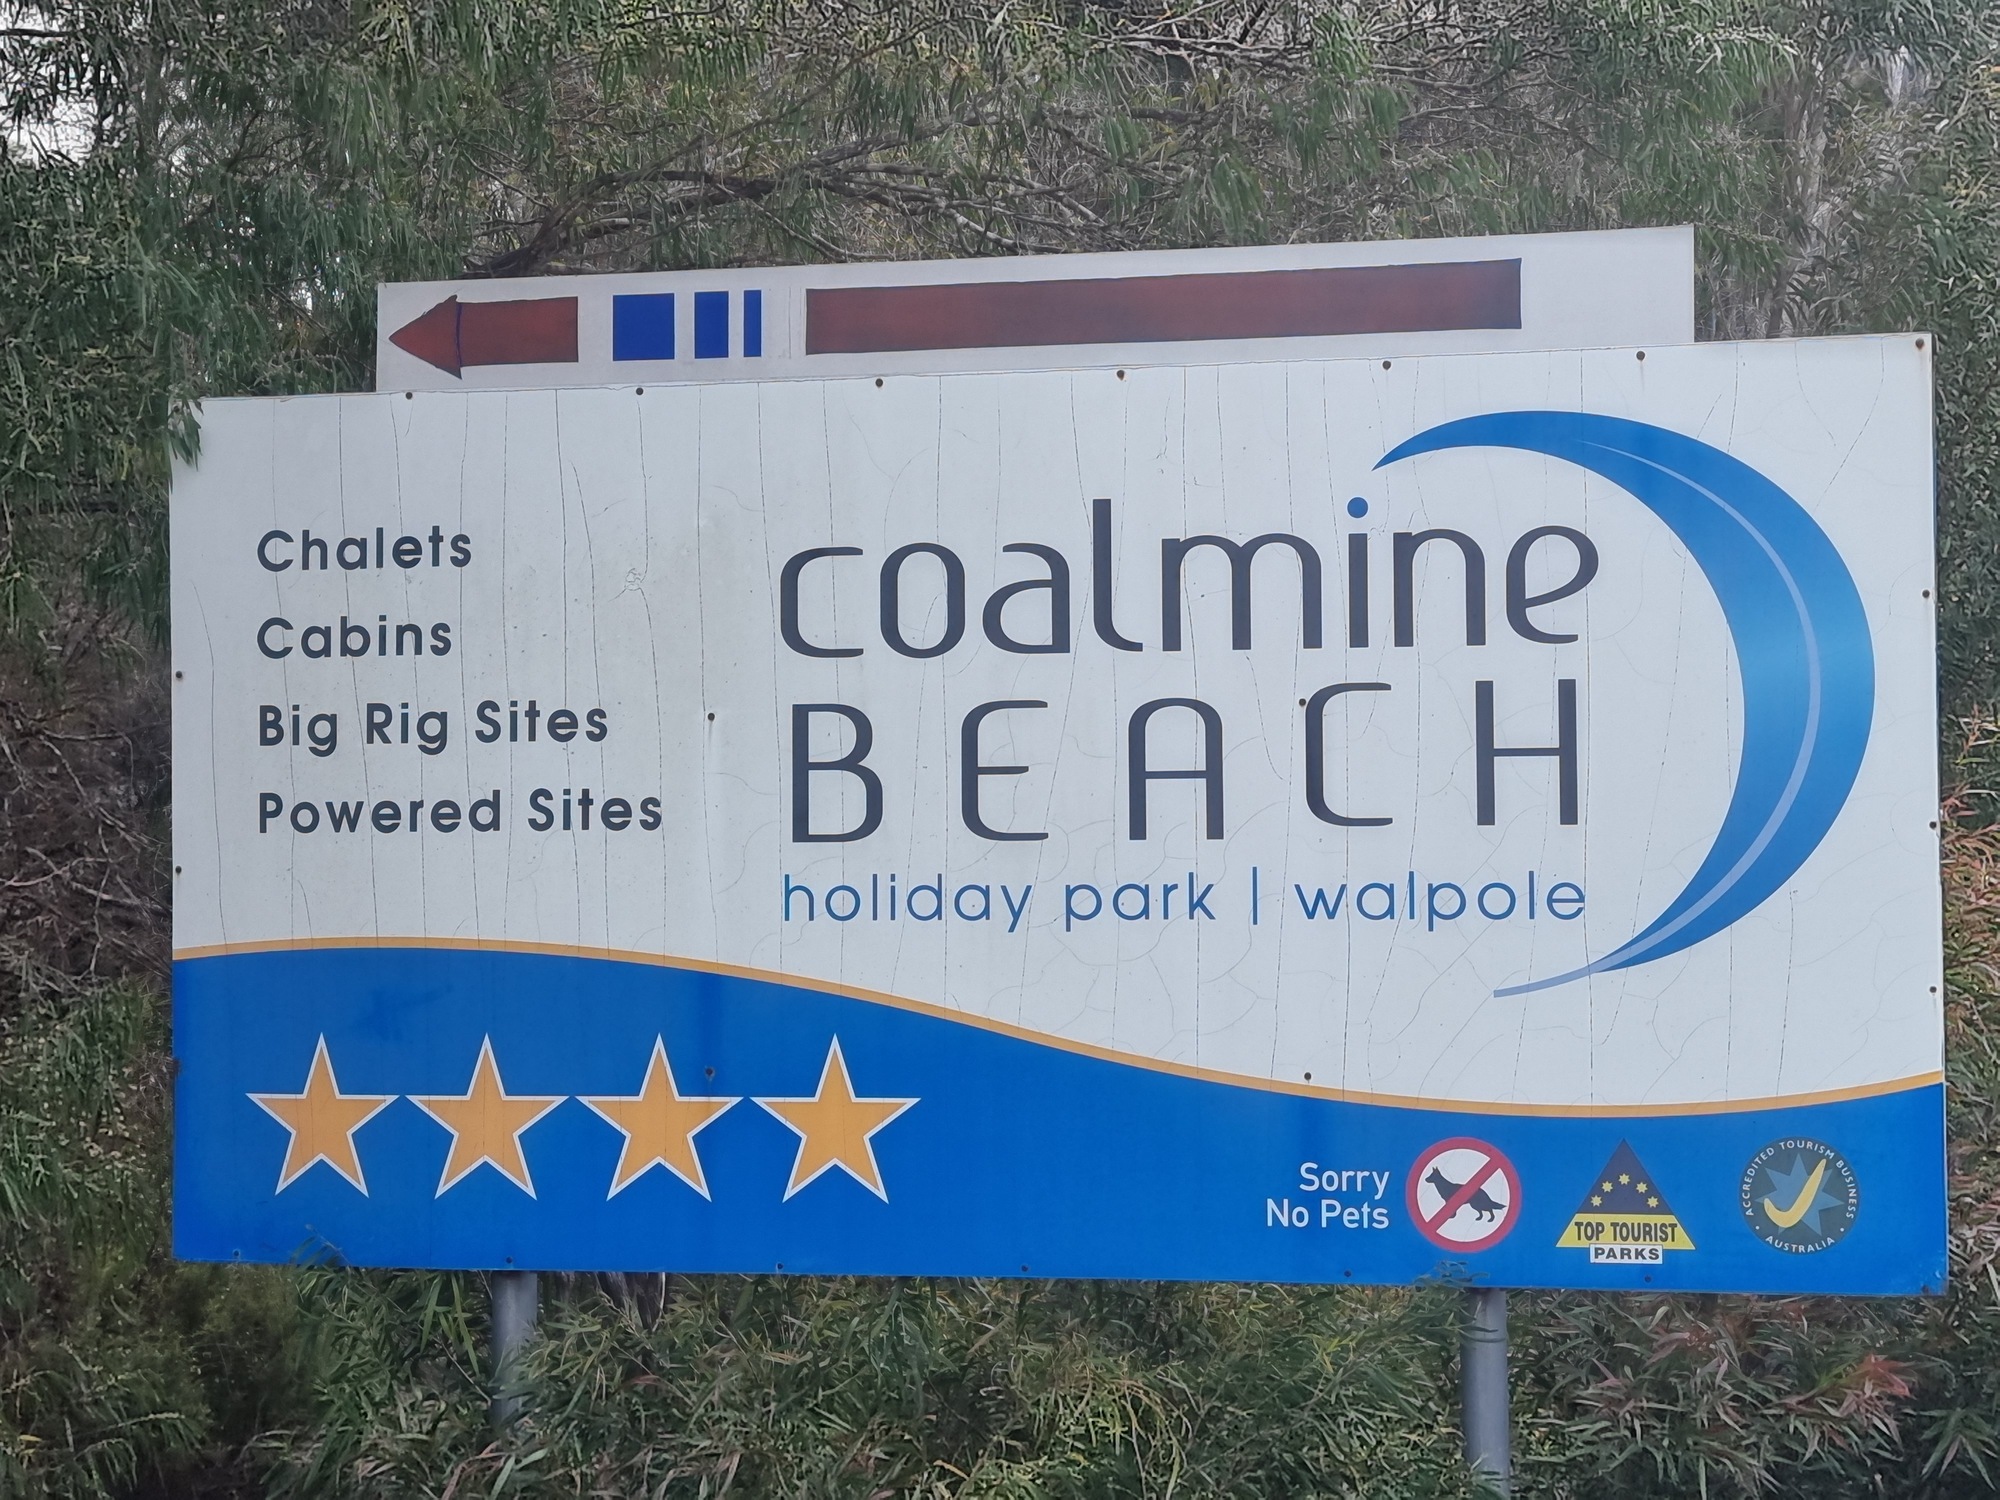 Chalets
Cabins
Big Rig Sites
Powered Sites
coalmine
BEACH
holiday park | walpole
Sorry
No Pets
TOP TOURIST
PARKS
ACCREDITED TOURISM BUSINESS
AUSTRALIA